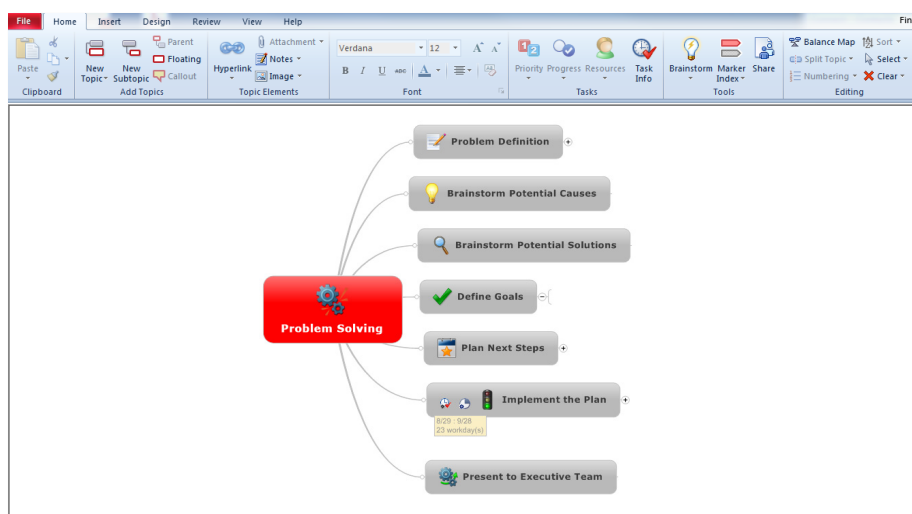 File Home Insert Design Review View Help Fin
Parent Attachment Verdana 12 A A Balance Map Sort
Floating Notes Split Topic Select
Paste New Topic New Subtopic Callout Hyperlink Image B I U ABC A Priority Progress Resources Task Info Brainstorm Marker Index Share Numbering Clear
Clipboard Add Topics Topic Elements Font Tasks Tools Editing
Problem Definition
Brainstorm Potential Causes
Brainstorm Potential Solutions
Define Goals
Problem Solving
Plan Next Steps
Implement the Plan
8/29 : 9/28
23 workday(s)
Present to Executive Team